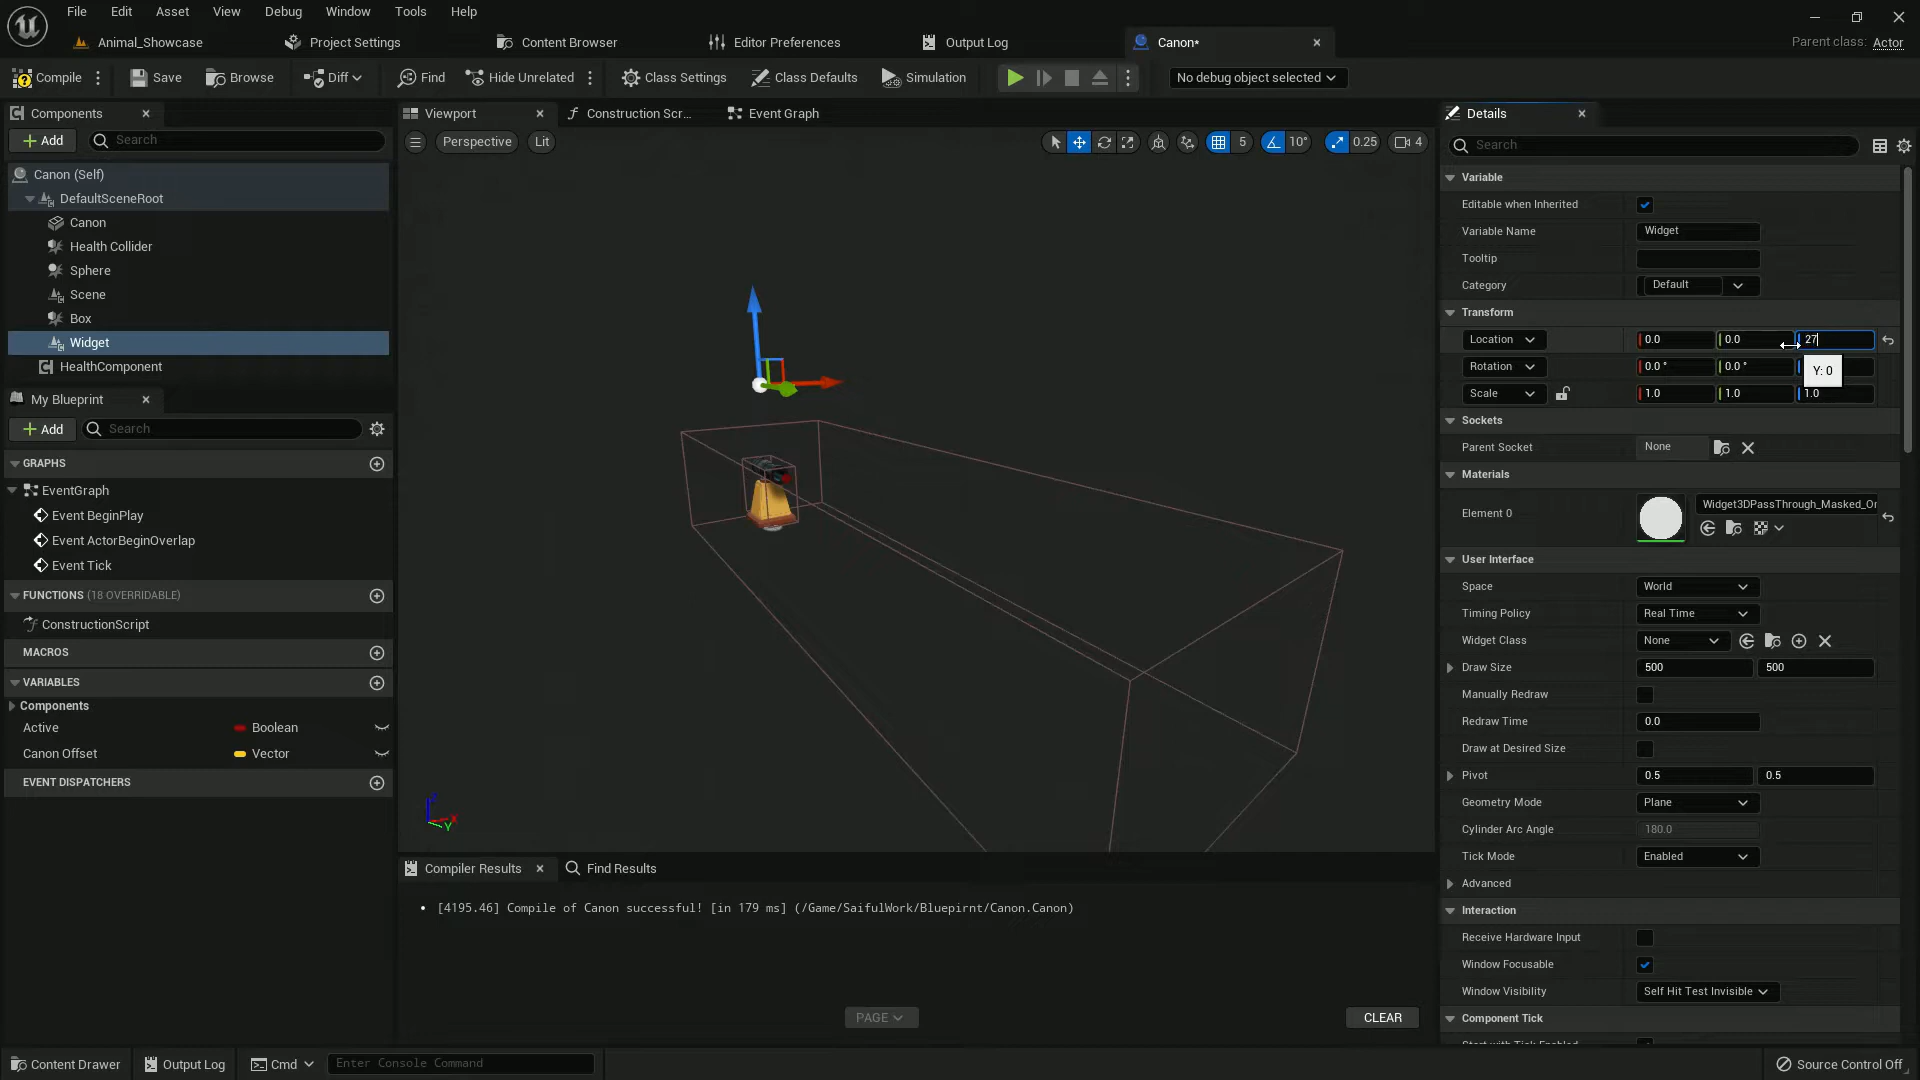 File Edit Asset View Debug Window Tools Help
Animal_Showcase Project Settings Content Browser Editor Preferences Output Log Canon*
Parent class: Actor
Compile Save Browse Diff Find Hide Unrelated Class Settings Class Defaults Simulation No debug object selected
Components
Add Search
Canon (Self)
DefaultSceneRoot
Canon
Health Collider
Sphere
Scene
Box
Widget
HealthComponent
My Blueprint
Add Search
GRAPHS
EventGraph
Event BeginPlay
Event ActorBeginOverlap
Event Tick
FUNCTIONS (18 OVERRIDABLE)
ConstructionScript
MACROS
VARIABLES
Components
Active Boolean
Canon Offset Vector
EVENT DISPATCHERS
Viewport Construction Scr... Event Graph
Perspective Lit 5 10° 0.25 4
X
Y
Compiler Results Find Results
• [4195.46] Compile of Canon successful! [in 179 ms] (/Game/SaifulWork/Bluepirnt/Canon.Canon)
PAGE CLEAR
Details
Search
Variable
Editable when Inherited
Variable Name Widget
Tooltip
Category Default
Transform
Location 0.0 0.0 27
Rotation 0.0 ° 0.0 °
Y: 0
Scale 1.0 1.0 1.0
Sockets
Parent Socket None
Materials
Element 0 Widget3DPassThrough_Masked_Or
User Interface
Space World
Timing Policy Real Time
Widget Class None
Draw Size 500 500
Manually Redraw
Redraw Time 0.0
Draw at Desired Size
Pivot 0.5 0.5
Geometry Mode Plane
Cylinder Arc Angle 180.0
Tick Mode Enabled
Advanced
Interaction
Receive Hardware Input
Window Focusable
Window Visibility Self Hit Test Invisible
Component Tick
Start with Tick Enabled
Content Drawer Output Log Cmd Enter Console Command Source Control Off